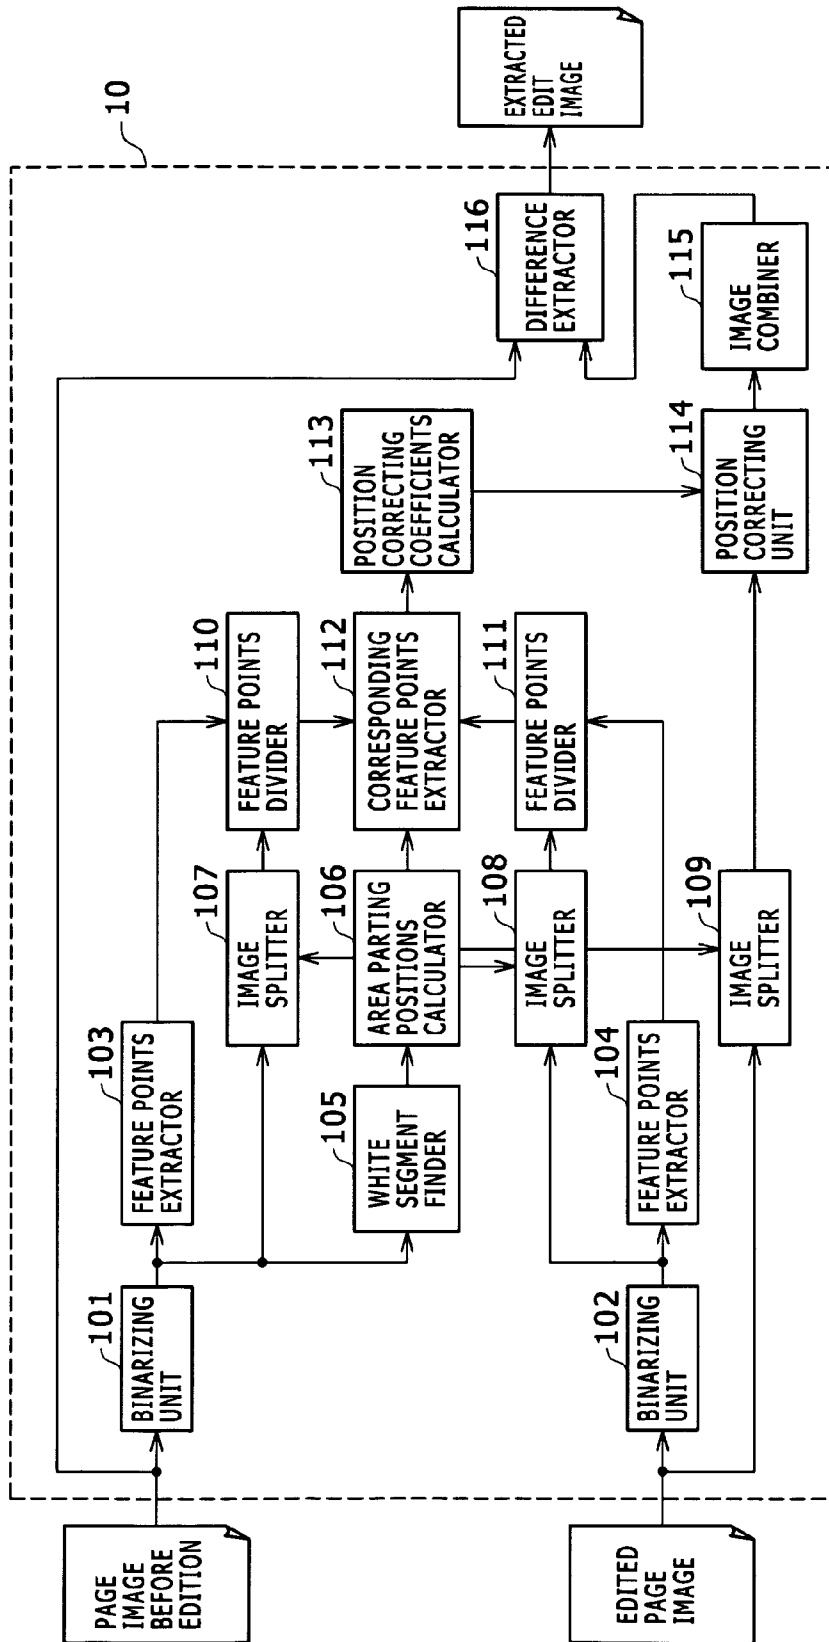 10
PAGE
IMAGE
BEFORE
EDITION
101
BINARIZING
UNIT
103
FEATURE POINTS
EXTRACTOR
107
IMAGE
SPLITTER
110
FEATURE POINTS
DIVIDER
105
WHITE
SEGMENT
FINDER
106
AREA PARTING
POSITIONS
CALCULATOR
112
CORRESPONDING
FEATURE POINTS
EXTRACTOR
113
POSITION
CORRECTING
COEFFICIENTS
CALCULATOR
116
DIFFERENCE
EXTRACTOR
EXTRACTED
EDIT
IMAGE
EDITED
PAGE
IMAGE
102
BINARIZING
UNIT
104
FEATURE POINTS
EXTRACTOR
108
IMAGE
SPLITTER
111
FEATURE POINTS
DIVIDER
109
IMAGE
SPLITTER
114
POSITION
CORRECTING
UNIT
115
IMAGE
COMBINER